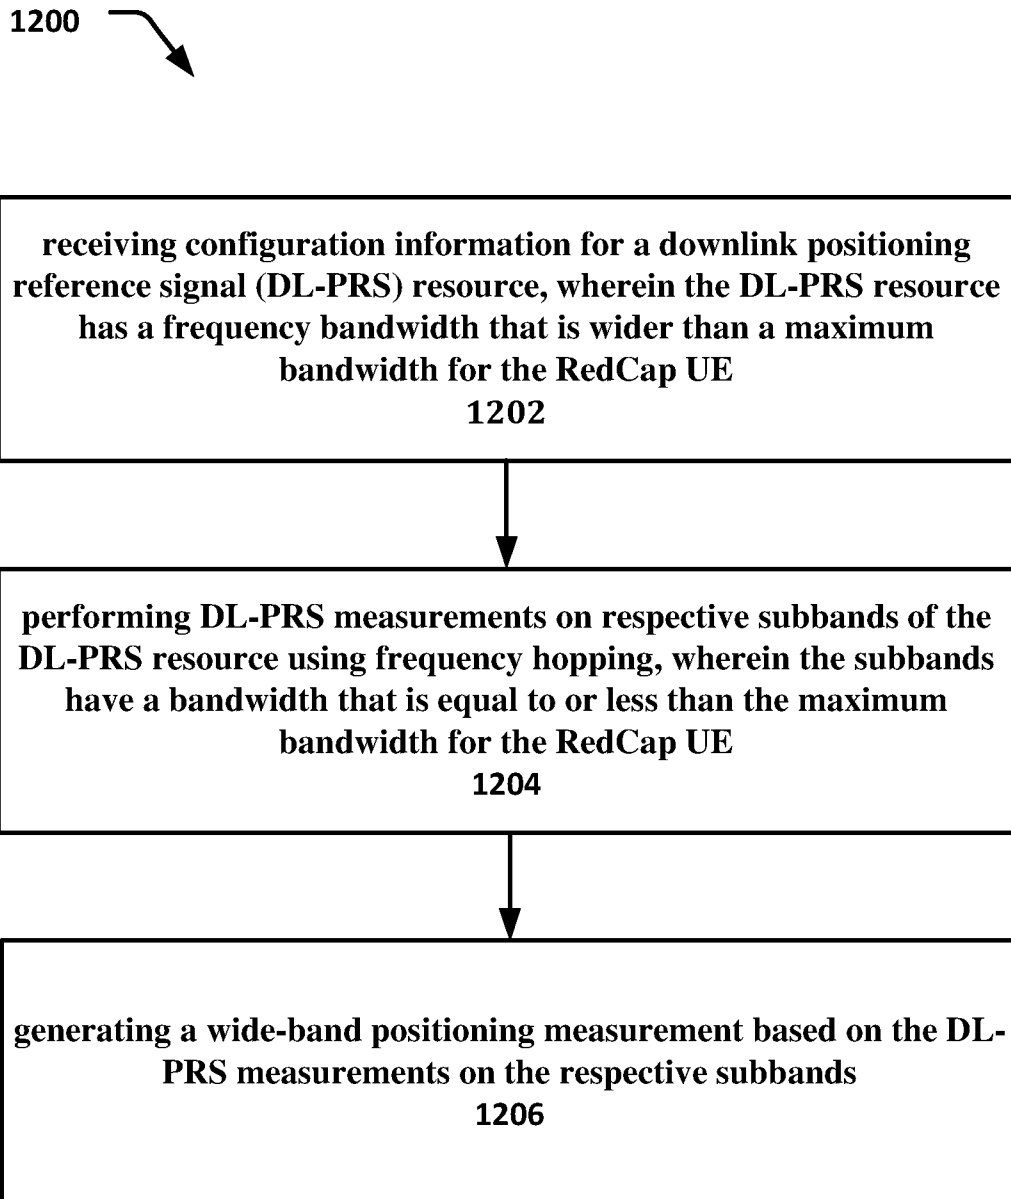 1200
receiving configuration information for a downlink positioning
reference signal (DL-PRS) resource, wherein the DL-PRS resource
has a frequency bandwidth that is wider than a maximum
bandwidth for the RedCap UE
1202
performing DL-PRS measurements on respective subbands of the
DL-PRS resource using frequency hopping, wherein the subbands
have a bandwidth that is equal to or less than the maximum
bandwidth for the RedCap UE
1204
generating a wide-band positioning measurement based on the DL-
PRS measurements on the respective subbands
1206